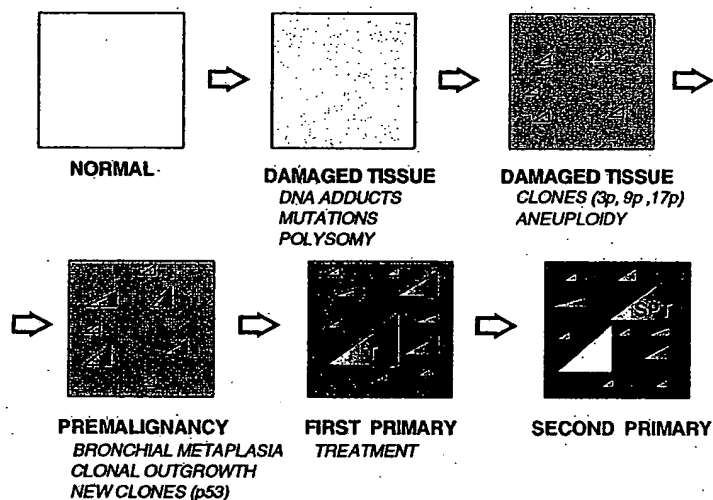 NORMAL
DAMAGED TISSUE
DNA ADDUCTS
MUTATIONS
POLYSOMY
DAMAGED TISSUE
CLONES (3p, 9p ,17p)
ANEUPLOIDY
PREMALIGNANCY
BRONCHIAL METAPLASIA
CLONAL OUTGROWTH
NEW CLONES (p53)
FIRST PRIMARY
TREATMENT
SPT
SECOND PRIMARY